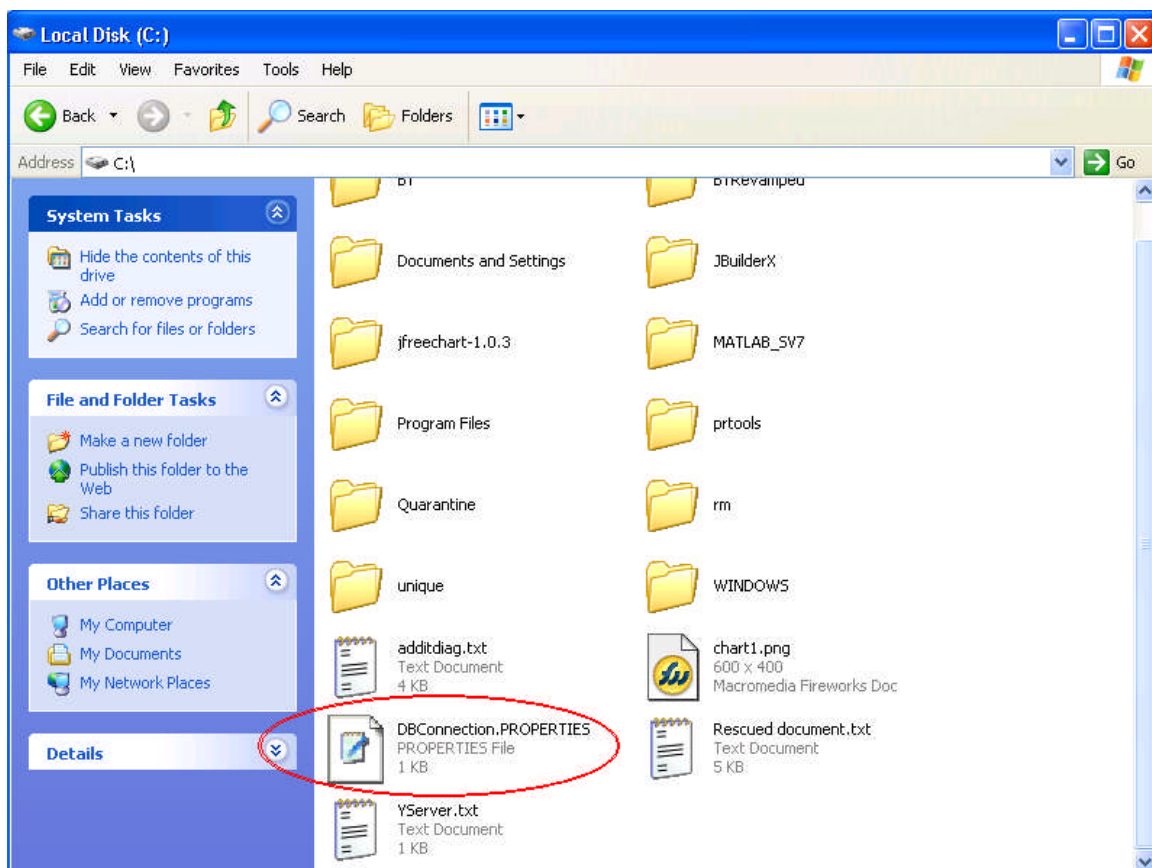 Local Disk (C:)
File Edit View Favorites Tools Help
Back Search Folders
Address C:\ Go
System Tasks
Hide the contents of this
drive
Add or remove programs
Search for files or folders
File and Folder Tasks
Make a new folder
Publish this folder to the
Web
Share this folder
Other Places
My Computer
My Documents
My Network Places
Details
BT BTRevamped
Documents and Settings JBuilderX
jfreechart-1.0.3 MATLAB_SV7
Program Files prtools
Quarantine rm
unique WINDOWS
additdiag.txt
Text Document
4 KB
chart1.png
600 x 400
Macromedia Fireworks Doc
DBConnection.PROPERTIES
PROPERTIES File
1 KB
Rescued document.txt
Text Document
5 KB
YServer.txt
Text Document
1 KB